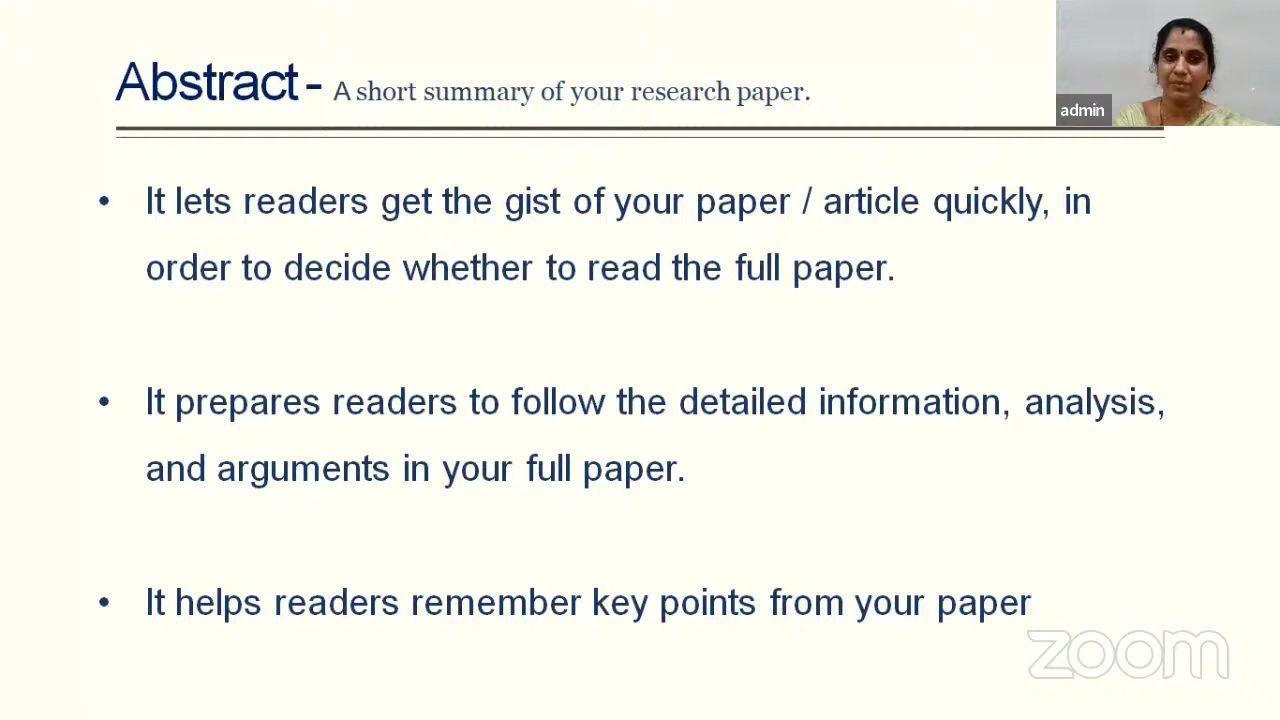 Abstract - A short summary of your research paper.
admin
• It lets readers get the gist of your paper / article quickly, in
order to decide whether to read the full paper.
• It prepares readers to follow the detailed information, analysis,
and arguments in your full paper.
• It helps readers remember key points from your paper
zoom